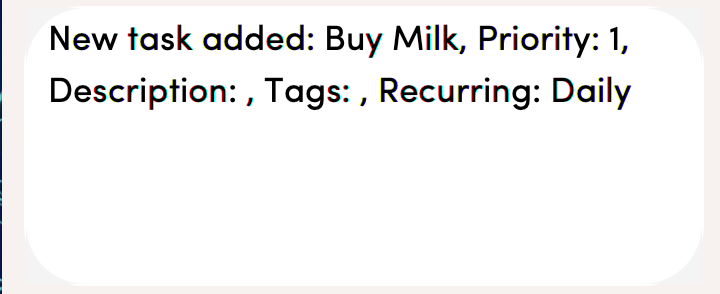 New task added: Buy Milk, Priority: 1,
Description: , Tags: , Recurring: Daily